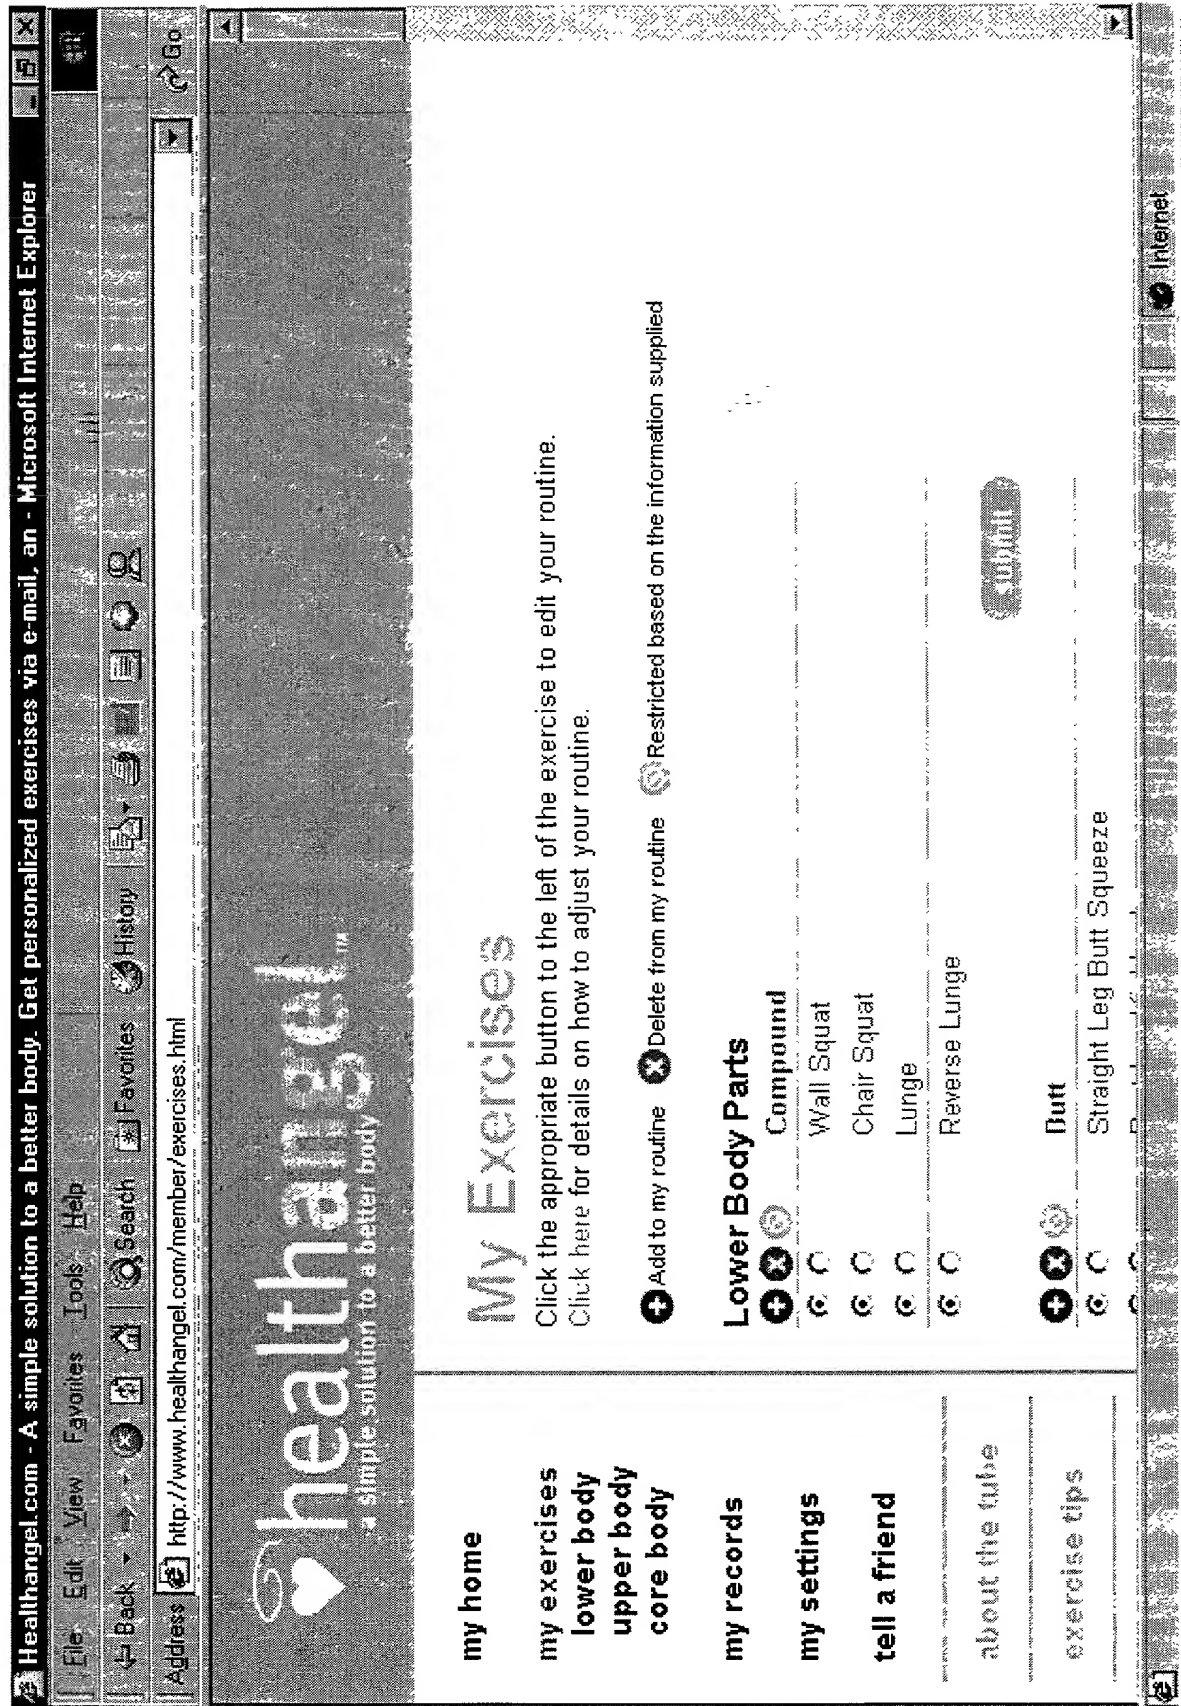 Healthangel.com - A simple solution to a better body. Get personalized exercises via e-mail, an - Microsoft Internet Explorer
File Edit View Favorites Tools Help
Back Search Favorites History
Address http://www.healthangel.com/member/exercises.html Go
healthangel™
a simple solution to a better body
my home
my exercises
lower body
upper body
core body
my records
my settings
tell a friend
about the tube
exercise tips
My Exercises
Click the appropriate button to the left of the exercise to edit your routine.
Click here for details on how to adjust your routine.
Add to my routine Delete from my routine Restricted based on the information supplied
Lower Body Parts
Compound
Wall Squat
Chair Squat
Lunge
Reverse Lunge
submit
Butt
Straight Leg Butt Squeeze
Internet